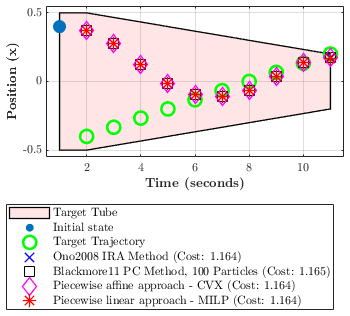 0.5
0
-0.5
Position (x)
2 4 6 8 10
Time (seconds)
Target Tube
Initial state
Target Trajectory
Ono2008 IRA Method (Cost: 1.164)
Blackmore11 PC Method, 100 Particles (Cost: 1.165)
Piecewise affine approach - CVX (Cost: 1.164)
Piecewise linear approach - MILP (Cost: 1.164)